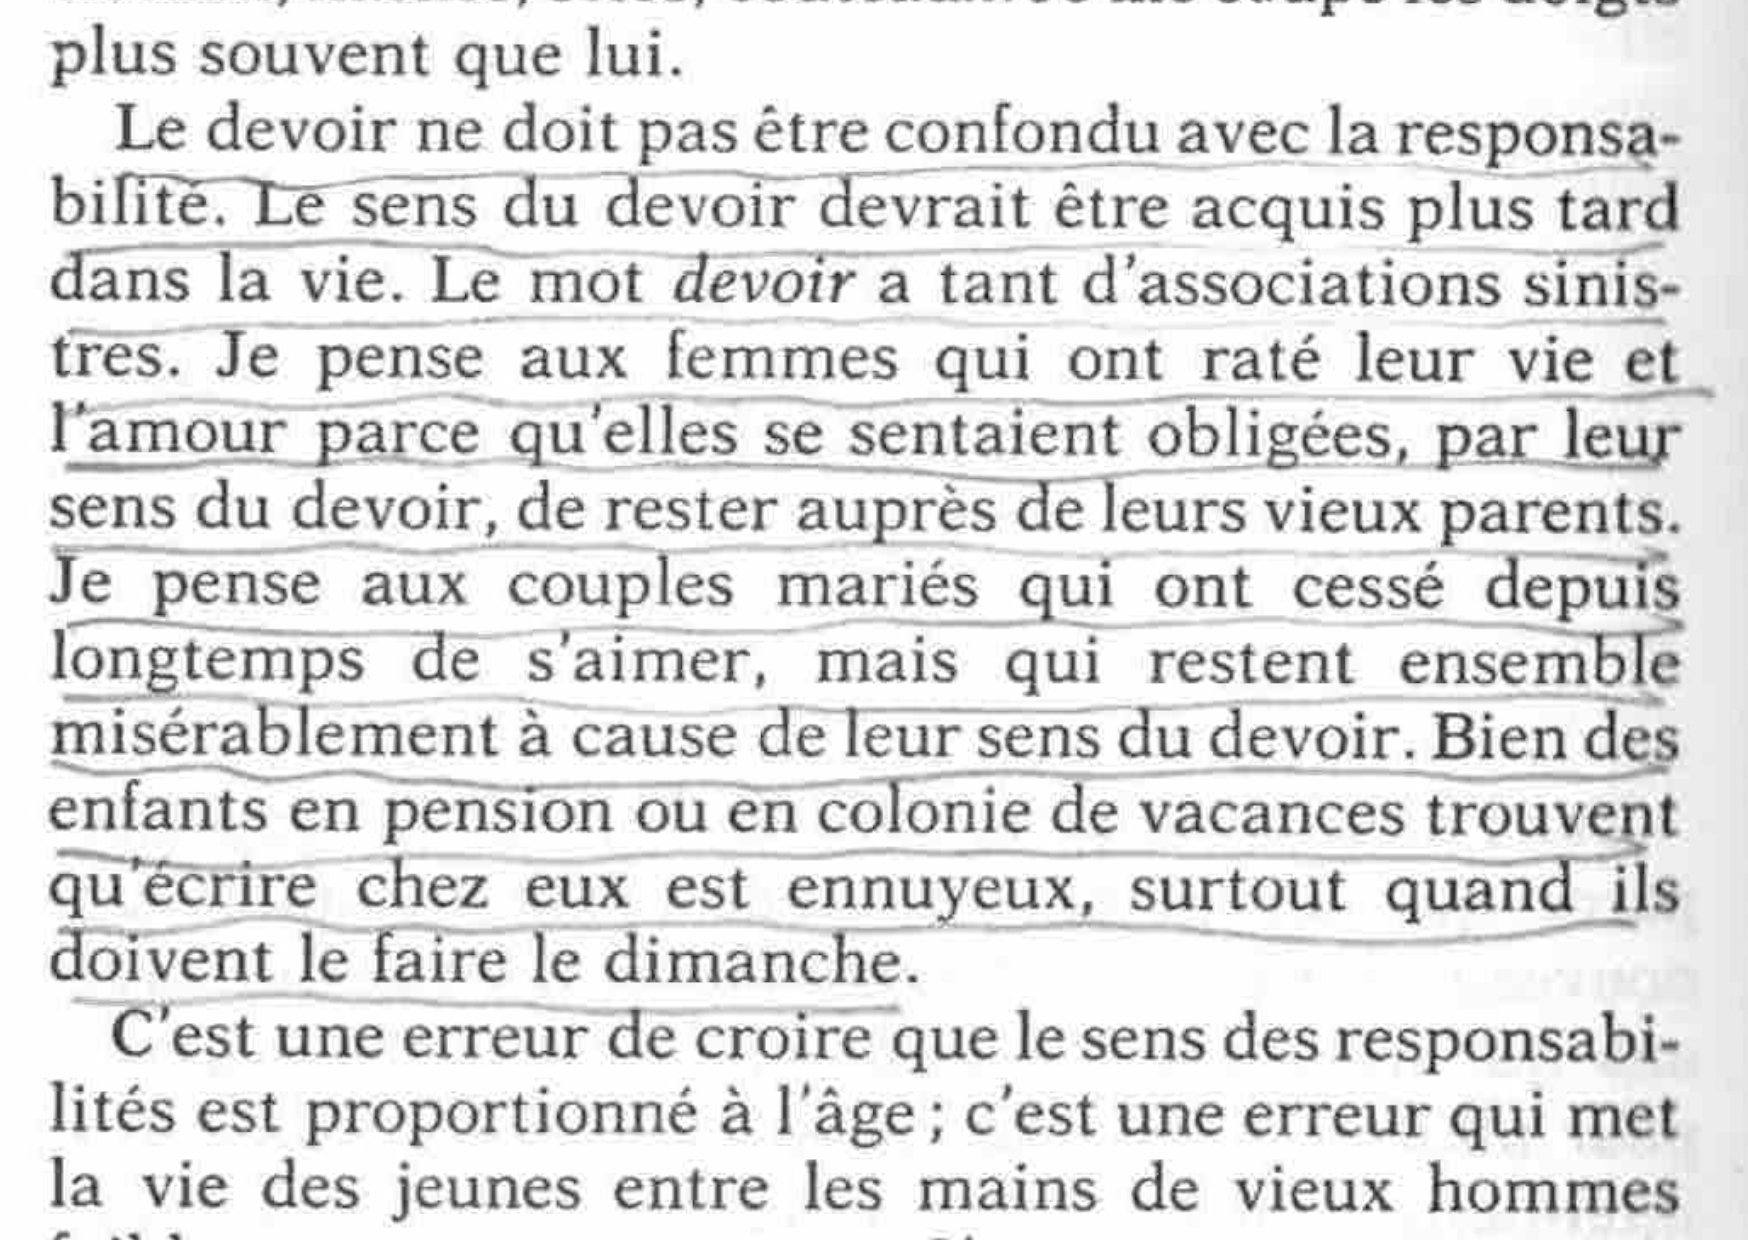 plus souvent que lui.
Le devoir ne doit pas être confondu avec la responsa-
bilité. Le sens du devoir devrait être acquis plus tard
dans la vie. Le mot devoir a tant d'associations sinis-
tres. Je pense aux femmes qui ont raté leur vie et
l'amour parce qu'elles se sentaient obligées, par leur
sens du devoir, de rester auprès de leurs vieux parents.
Je pense aux couples mariés qui ont cessé depuis
longtemps de s'aimer, mais qui restent ensemble
misérablement à cause de leur sens du devoir. Bien des
enfants en pension ou en colonie de vacances trouvent
qu'écrire chez eux est ennuyeux, surtout quand ils
doivent le faire le dimanche.
C'est une erreur de croire que le sens des responsabi-
lités est proportionné à l'âge ; c'est une erreur qui met
la vie des jeunes entre les mains de vieux hommes